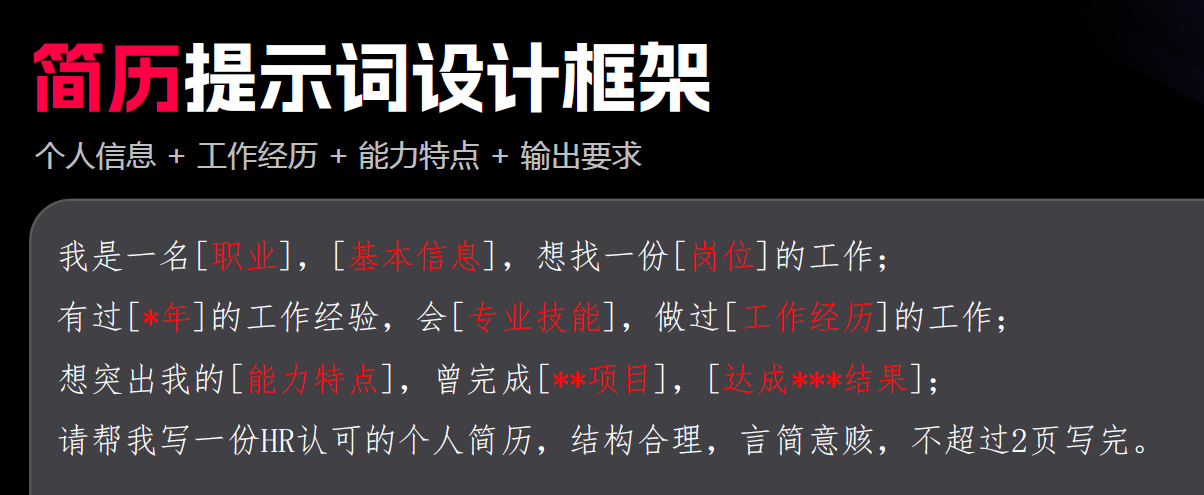 简历提示词设计框架
个人信息 + 工作经历 + 能力特点 + 输出要求
我是一名[职业]，[基本信息]，想找一份[岗位]的工作；
有过[*年]的工作经验，会[专业技能]，做过[工作经历]的工作；
想突出我的[能力特点]，曾完成[**项目]，[达成***结果]；
请帮我写一份HR认可的个人简历，结构合理，言简意赅，不超过2页写完。